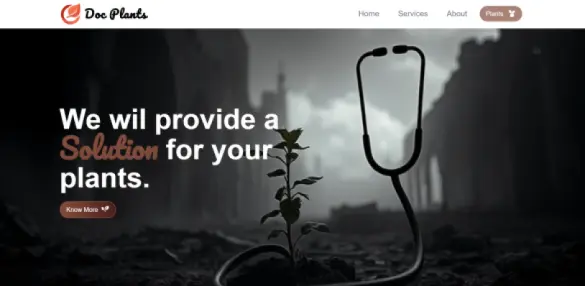 Doc Plants
Home
Services
About
Plants
We wil provide a
Solution for your
plants.
Know More